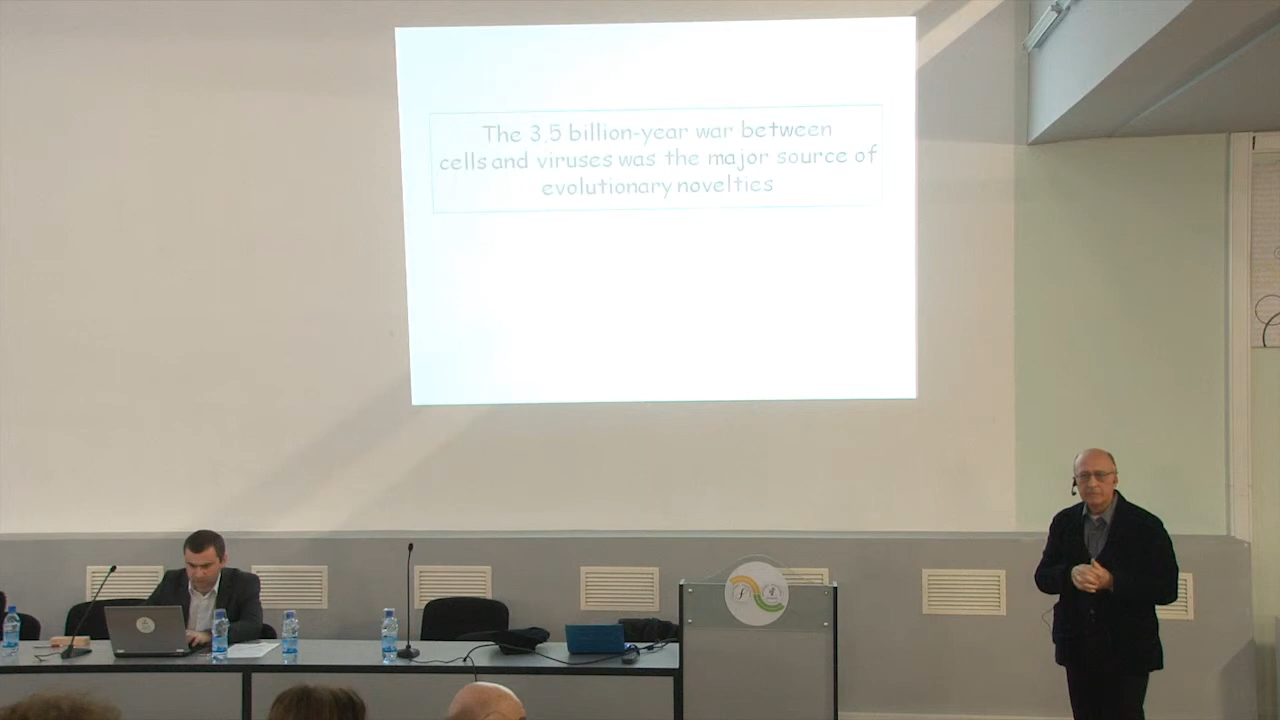 The 3.5 billion-year war between
cells and viruses was the major source of
evolutionary novelties